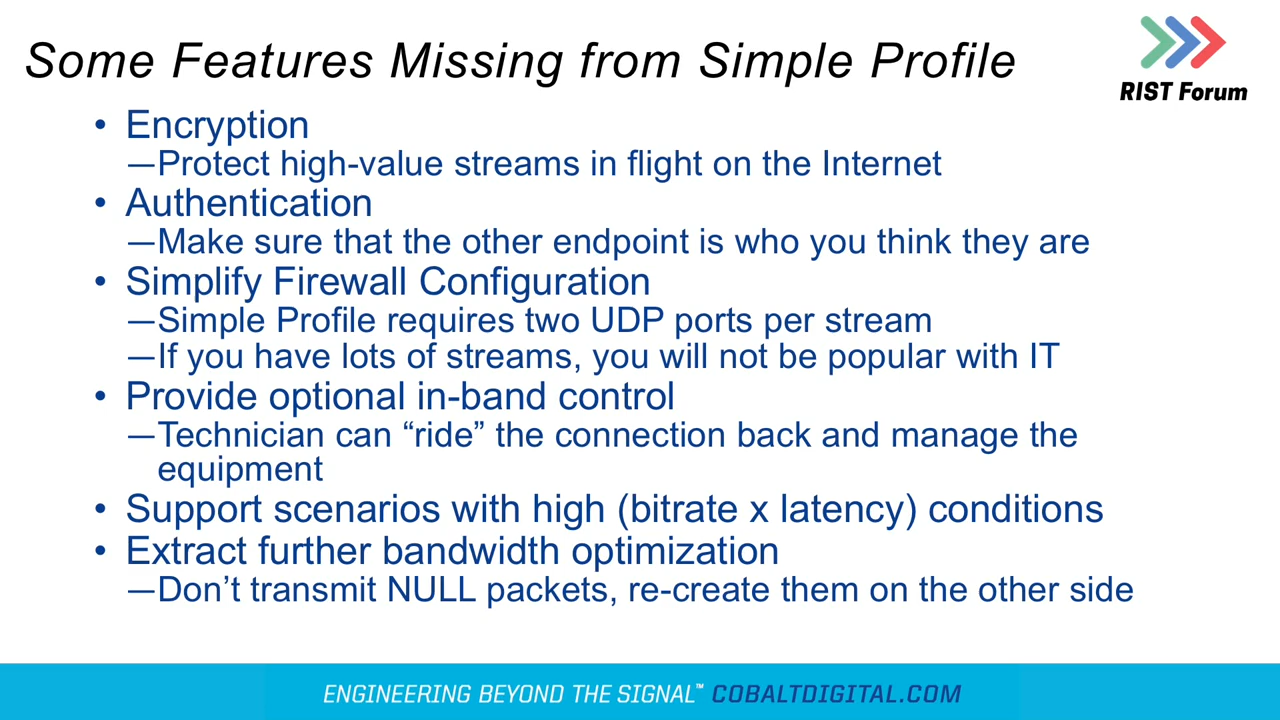 Some Features Missing from Simple Profile
RIST Forum
• Encryption
—Protect high-value streams in flight on the Internet
• Authentication
—Make sure that the other endpoint is who you think they are
• Simplify Firewall Configuration
—Simple Profile requires two UDP ports per stream
—If you have lots of streams, you will not be popular with IT
• Provide optional in-band control
—Technician can “ride” the connection back and manage the
equipment
• Support scenarios with high (bitrate x latency) conditions
• Extract further bandwidth optimization
—Don’t transmit NULL packets, re-create them on the other side
ENGINEERING BEYOND THE SIGNAL™ COBALTDIGITAL.COM